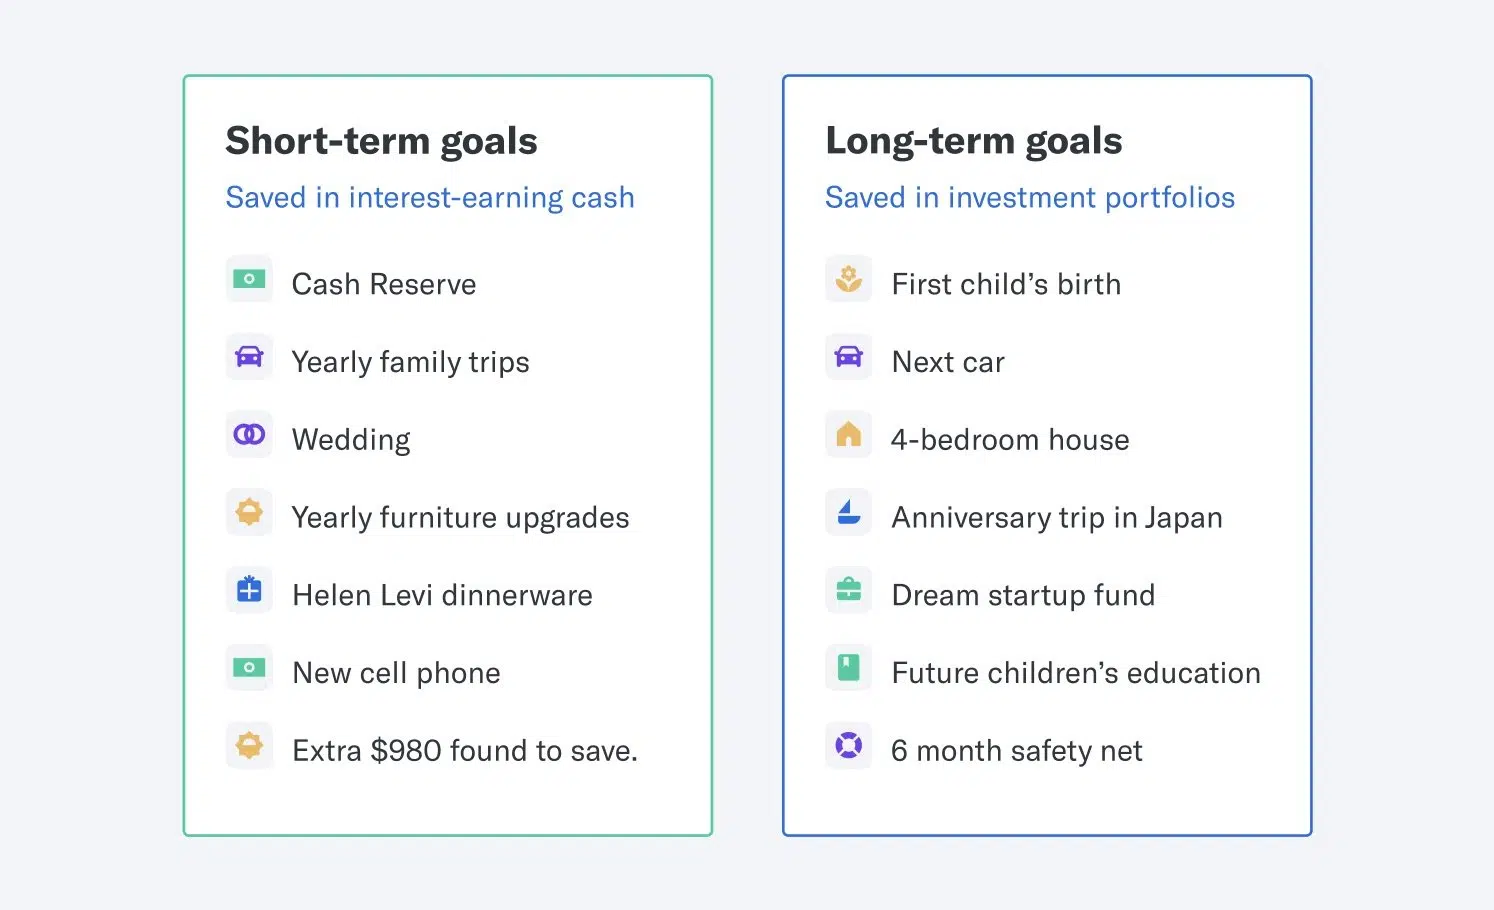 Short-term goals
Saved in interest-earning cash
Cash Reserve
Yearly family trips
Wedding
Yearly furniture upgrades
Helen Levi dinnerware
New cell phone
Extra $980 found to save.
Long-term goals
Saved in investment portfolios
First child’s birth
Next car
4-bedroom house
Anniversary trip in Japan
Dream startup fund
Future children’s education
6 month safety net